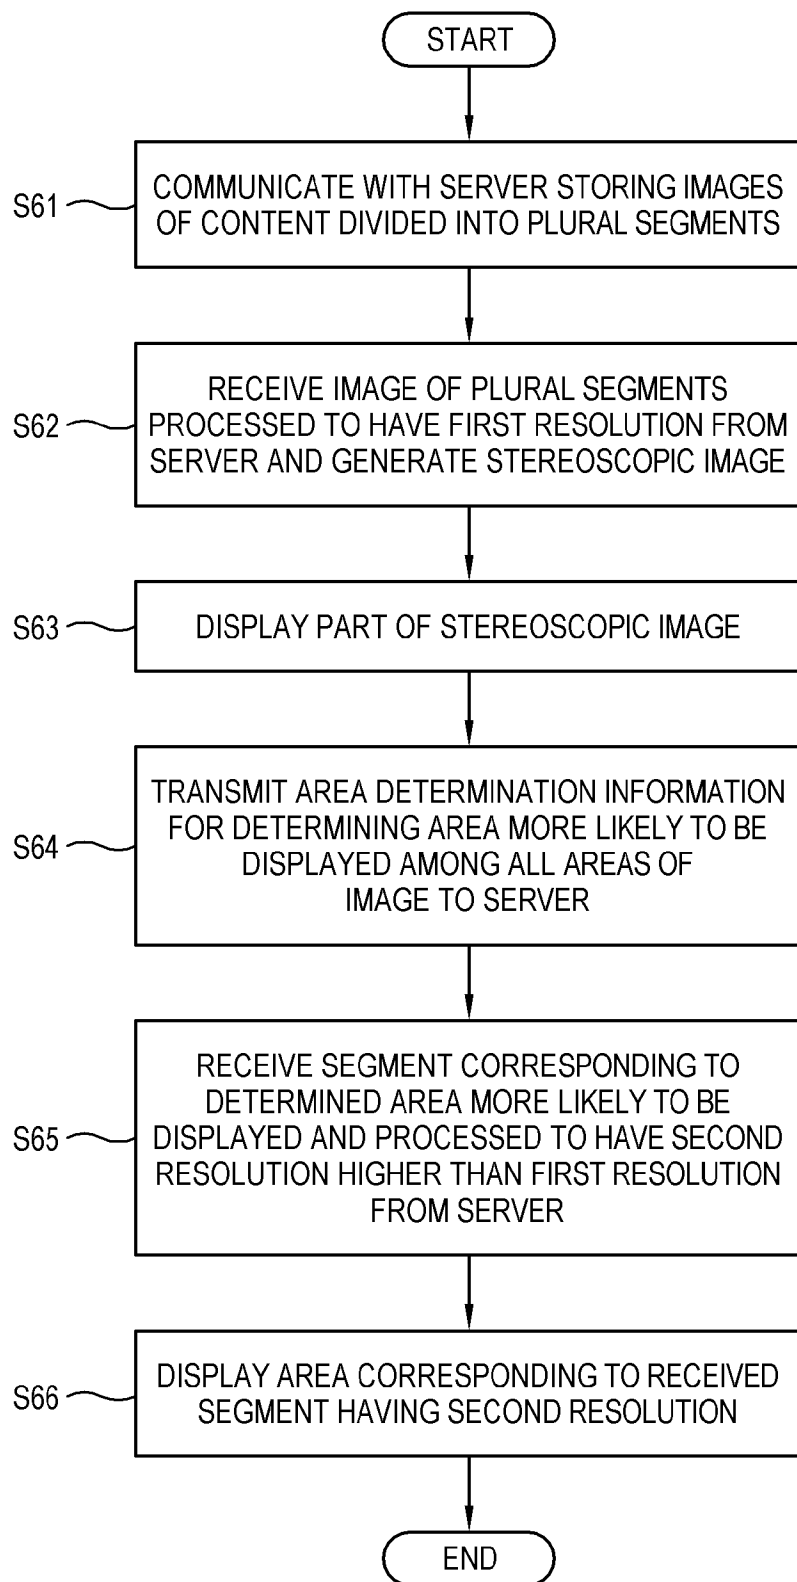 START
S61
COMMUNICATE WITH SERVER STORING IMAGES
OF CONTENT DIVIDED INTO PLURAL SEGMENTS
S62
RECEIVE IMAGE OF PLURAL SEGMENTS
PROCESSED TO HAVE FIRST RESOLUTION FROM
SERVER AND GENERATE STEREOSCOPIC IMAGE
S63
DISPLAY PART OF STEREOSCOPIC IMAGE
S64
TRANSMIT AREA DETERMINATION INFORMATION
FOR DETERMINING AREA MORE LIKELY TO BE
DISPLAYED AMONG ALL AREAS OF
IMAGE TO SERVER
S65
RECEIVE SEGMENT CORRESPONDING TO
DETERMINED AREA MORE LIKELY TO BE
DISPLAYED AND PROCESSED TO HAVE SECOND
RESOLUTION HIGHER THAN FIRST RESOLUTION
FROM SERVER
S66
DISPLAY AREA CORRESPONDING TO RECEIVED
SEGMENT HAVING SECOND RESOLUTION
END